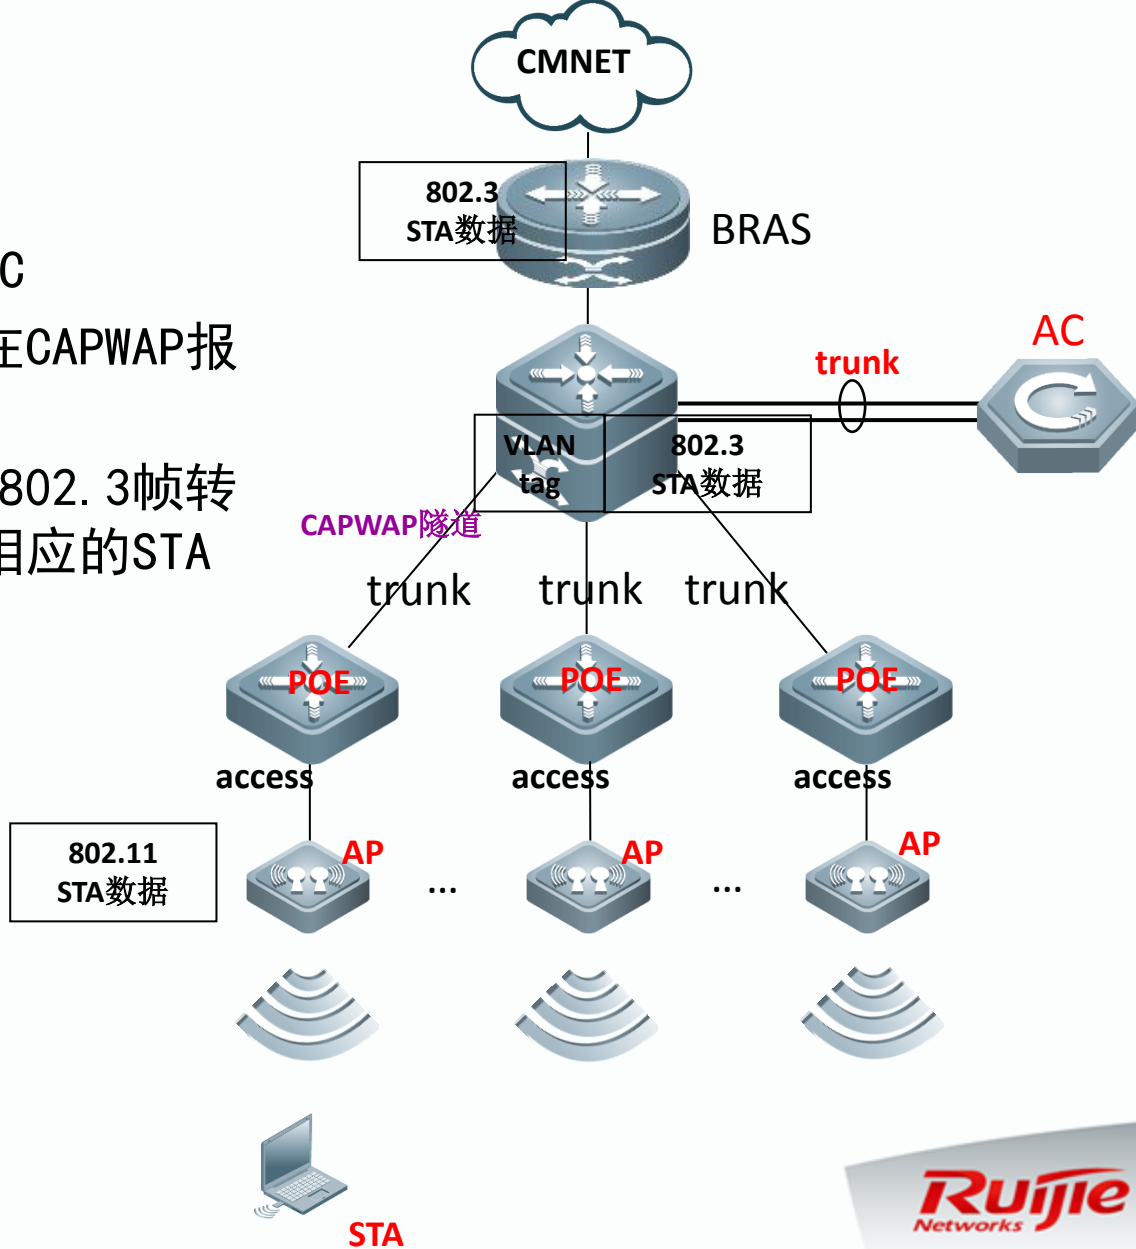 CMNET
802.3
STA数据
BRAS
C
在CAPWAP报
AC
trunk
VLAN
tag
802.3
STA数据
802.3帧转
CAPWAP隧道
相应的STA
trunk
trunk
trunk
POE
POE
POE
access
access
access
802.11
STA数据
AP
AP
AP
...
...
STA
Ruijie
Networks